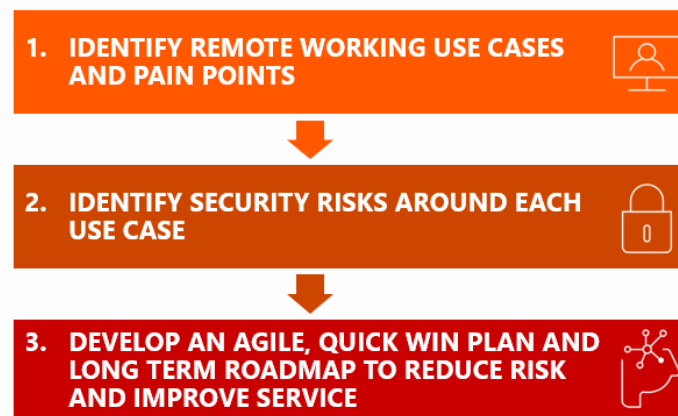 1. IDENTIFY REMOTE WORKING USE CASES
AND PAIN POINTS
2. IDENTIFY SECURITY RISKS AROUND EACH
USE CASE
3. DEVELOP AN AGILE, QUICK WIN PLAN AND
LONG TERM ROADMAP TO REDUCE RISK
AND IMPROVE SERVICE